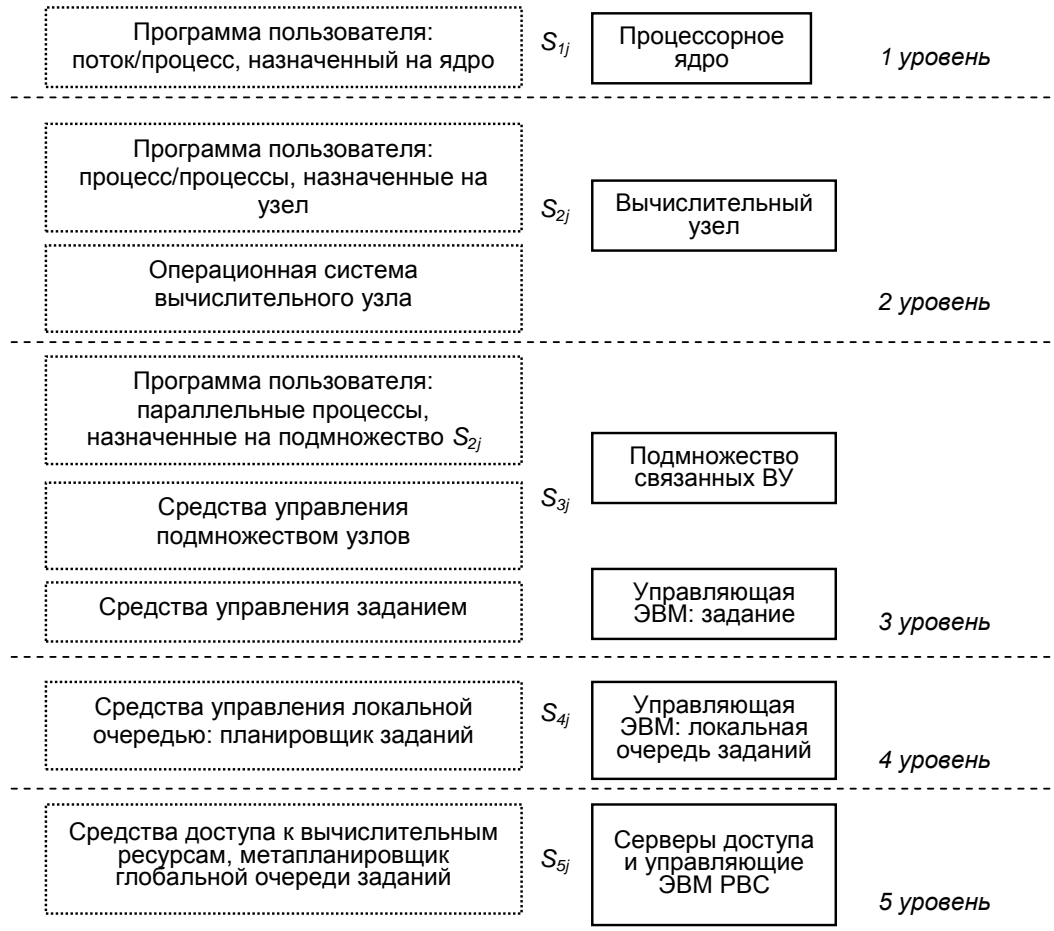 Программа пользователя:
поток/процесс, назначенный на ядро
S1j
Процессорное
ядро
1 уровень
Программа пользователя:
процесс/процессы, назначенные на
узел
S2j
Вычислительный
узел
Операционная система
вычислительного узла
2 уровень
Программа пользователя:
параллельные процессы,
назначенные на подмножество S2j
Подмножество
связанных ВУ
S3j
Средства управления
подмножеством узлов
Средства управления заданием
Управляющая
ЭВМ: задание
3 уровень
Средства управления локальной
очередью: планировщик заданий
S4j
Управляющая
ЭВМ: локальная
очередь заданий
4 уровень
Средства доступа к вычислительным
ресурсам, метапланировщик
глобальной очереди заданий
S5j
Серверы доступа
и управляющие
ЭВМ РВС
5 уровень